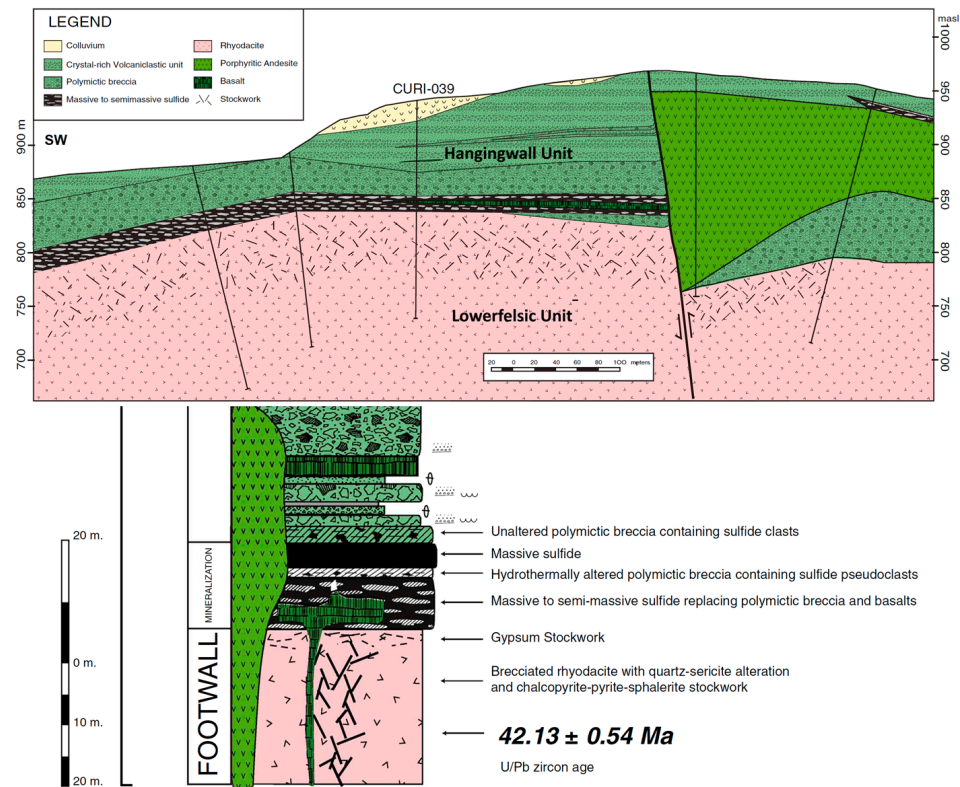 LEGEND
Colluvium
Crystal-rich Volcaniclastic unit
Polymictic breccia
Massive to semimassive sulfide
Rhyodacite
Porphyritic Andesite
Basalt
Stockwork
masl
1000
950
900
850
800
750
700
SW
900 m
850
800
750
700
CURI-039
Hangingwall Unit
Lowerfelsic Unit
20 0 20 40 60 80 100 meters
20 m.
0 m.
10 m.
20 m.
MINERALIZATION
FOOTWALL
Unaltered polymictic breccia containing sulfide clasts
Massive sulfide
Hydrothermally altered polymictic breccia containing sulfide pseudoclasts
Massive to semi-massive sulfide replacing polymictic breccia and basalts
Gypsum Stockwork
Brecciated rhyodacite with quartz-sericite alteration
and chalcopyrite-pyrite-sphalerite stockwork
42.13 ± 0.54 Ma
U/Pb zircon age